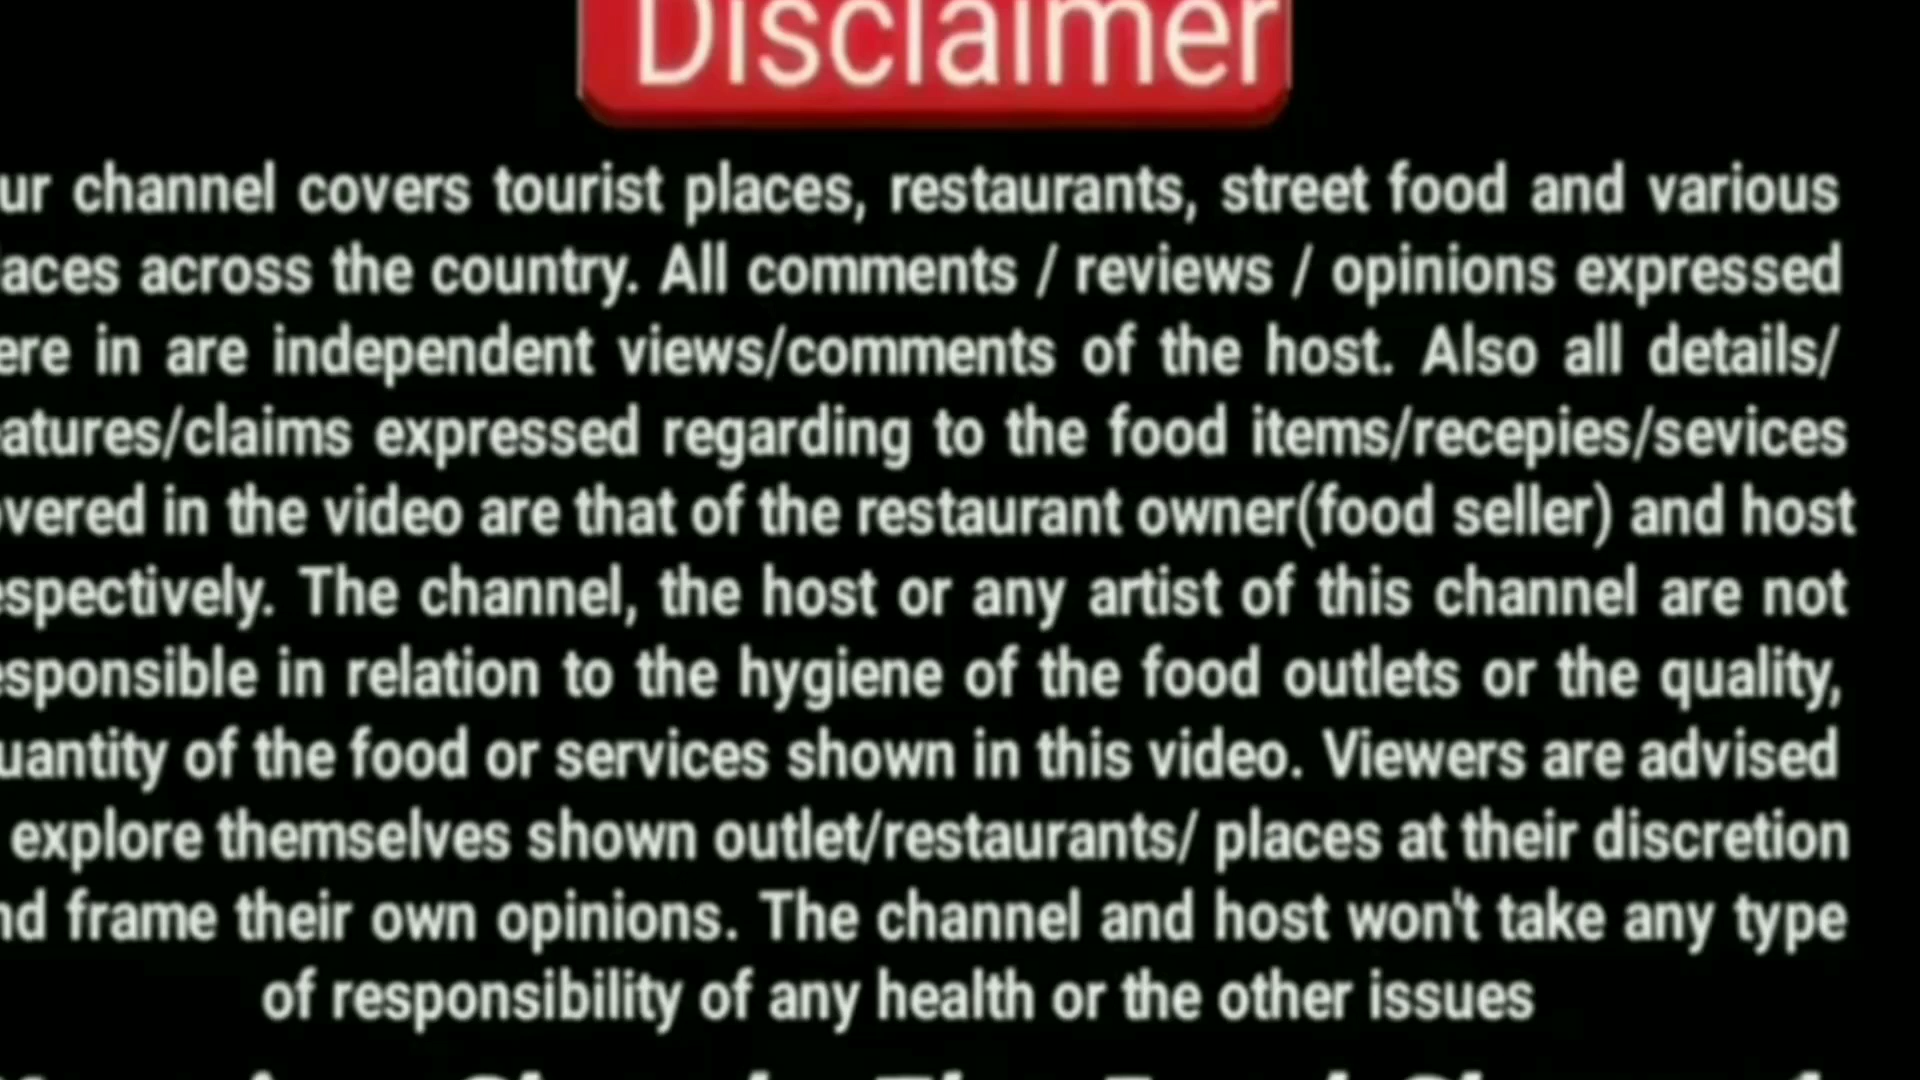 Disclaimer
ur channel covers tourist places, restaurants, street food and various
aces across the country. All comments / reviews / opinions expressed
ere in are independent views/comments of the host. Also all details/
atures/claims expressed regarding to the food items/recepies/sevices
vered in the video are that of the restaurant owner(food seller) and host
espectively. The channel, the host or any artist of this channel are not
esponsible in relation to the hygiene of the food outlets or the quality,
uantity of the food or services shown in this video. Viewers are advised
explore themselves shown outlet/restaurants/ places at their discretion
nd frame their own opinions. The channel and host won't take any type
of responsibility of any health or the other issues